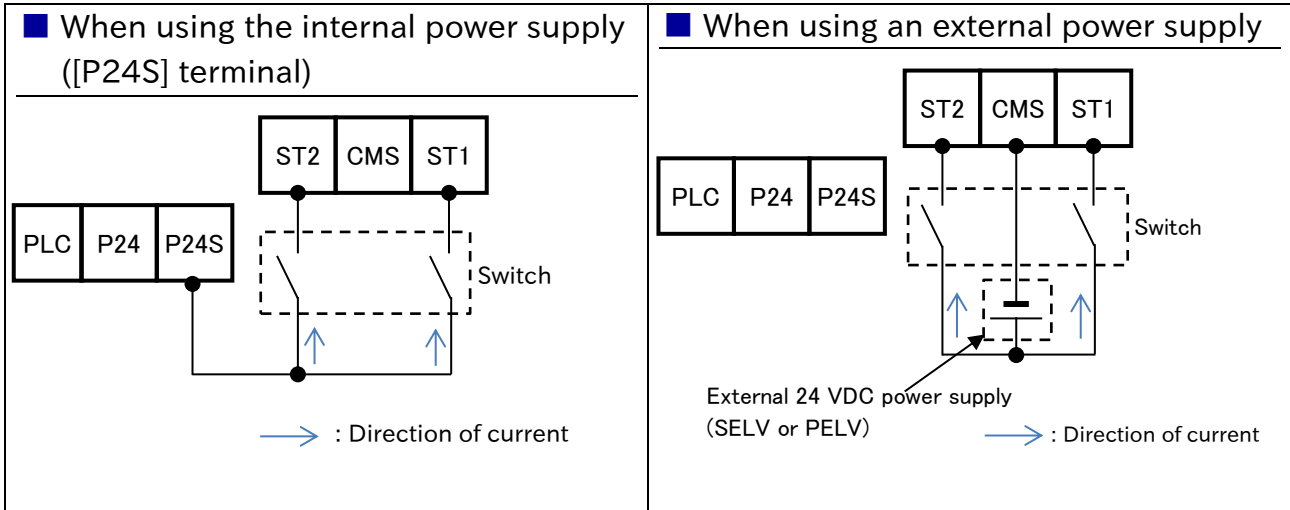 ■ When using the internal power supply
([P24S] terminal)
ST2 CMS ST1
PLC P24 P24S
Switch
: Direction of current
■ When using an external power supply
ST2 CMS ST1
PLC P24 P24S
Switch
External 24 VDC power supply
(SELV or PELV)
: Direction of current